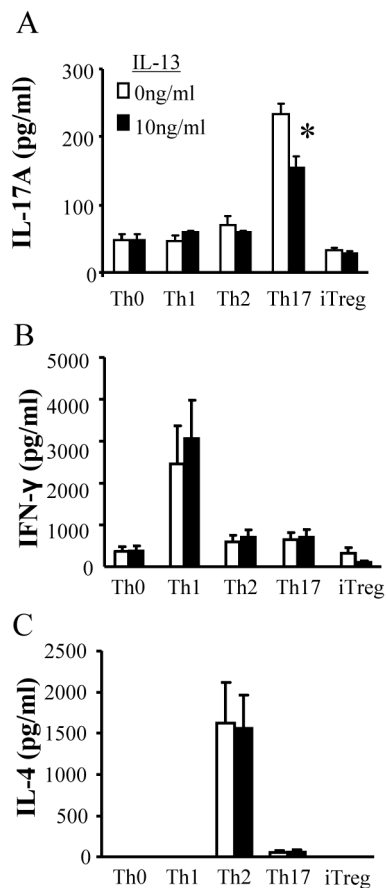 A
IL-13
0ng/ml
10ng/ml
IL-17A (pg/ml)
300
200
100
0
*
Th0 Th1 Th2 Th17 iTreg
B
IFN-γ (pg/ml)
5000
4000
3000
2000
1000
0
Th0 Th1 Th2 Th17 iTreg
C
IL-4 (pg/ml)
2500
2000
1500
1000
500
0
Th0 Th1 Th2 Th17 iTreg